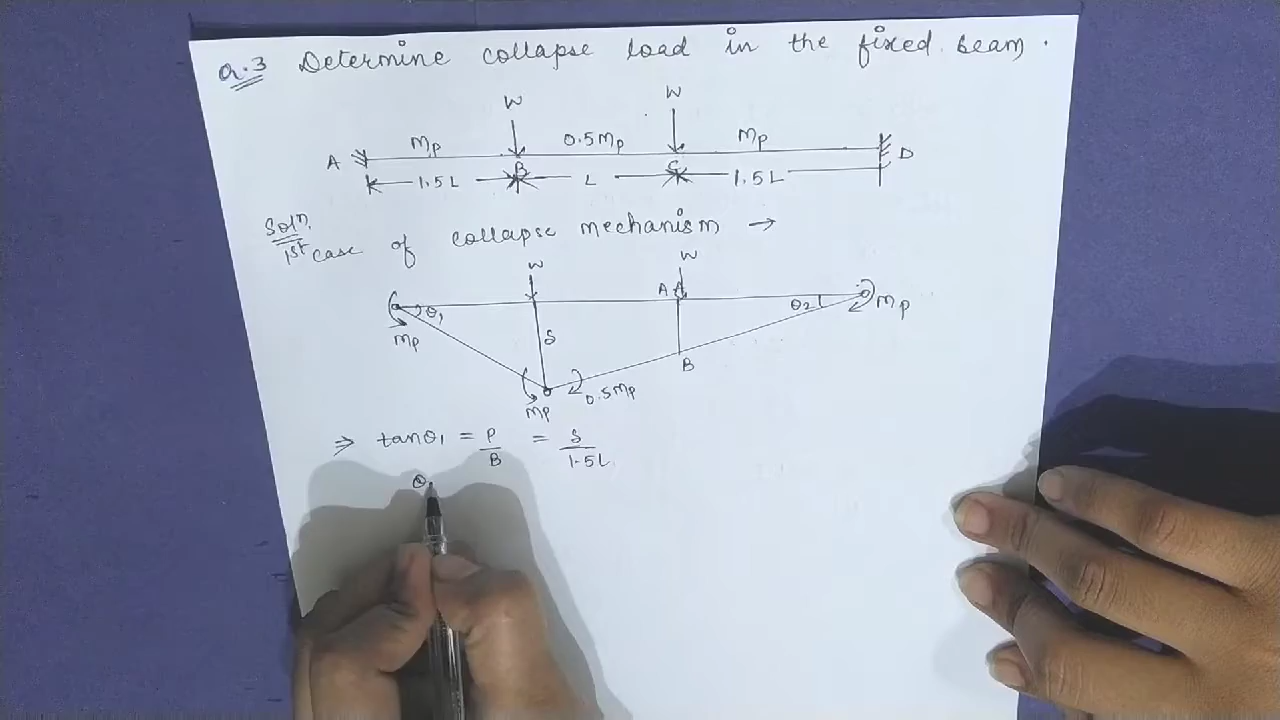 Q.3 Determine collapse load in the fixed beam.
W W
A Mp 0.5Mp Mp D
B C
1.5L L 1.5L
Solⁿ.
1st case of collapse mechanism →
W W
A
θ1 θ2 Mp
Mp S
B
Mp 0.5Mp
⇒ tanθ1 = P/B = S/1.5L
θ1